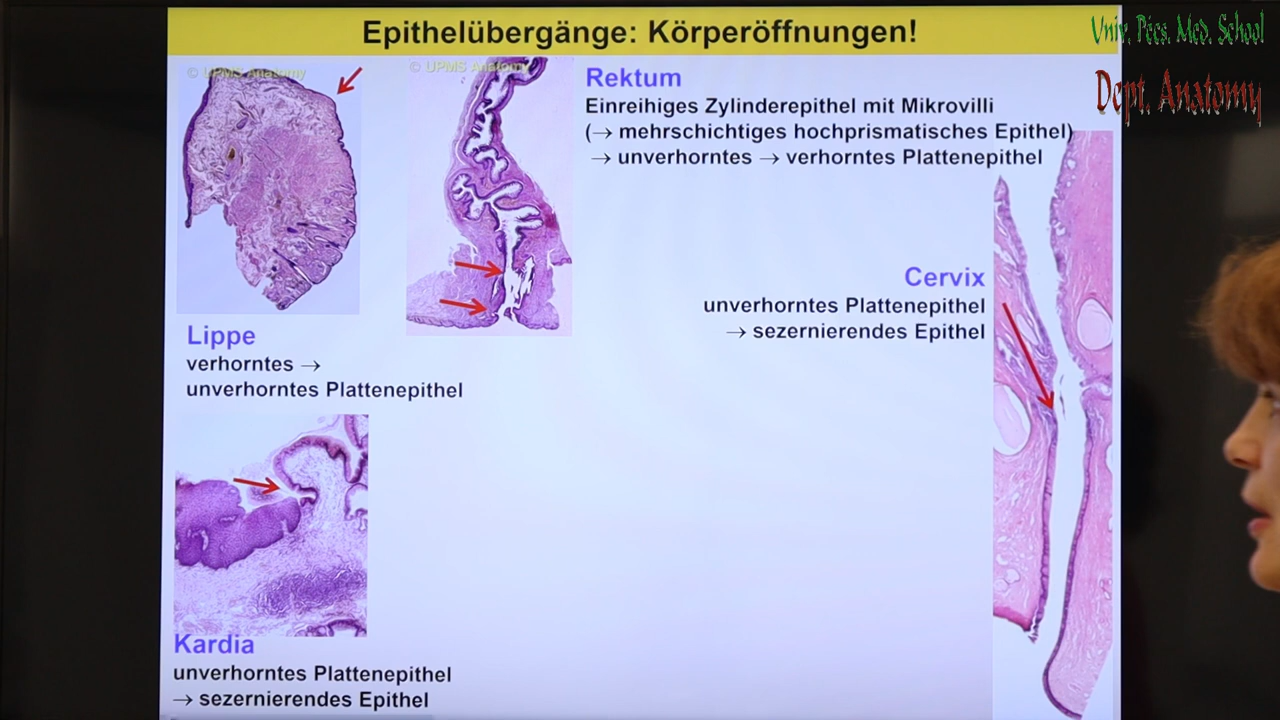 Epithelübergänge: Körperöffnungen!
Univ. Pécs. Med. School
Dept. Anatomy
© UPMS Anatomy
© UPMS Anatomy
Rektum
Einreihiges Zylinderepithel mit Mikrovilli
(→ mehrschichtiges hochprismatisches Epithel)
→ unverhorntes → verhorntes Plattenepithel
Cervix
unverhorntes Plattenepithel
→ sezernierendes Epithel
Lippe
verhorntes →
unverhorntes Plattenepithel
Kardia
unverhorntes Plattenepithel
→ sezernierendes Epithel